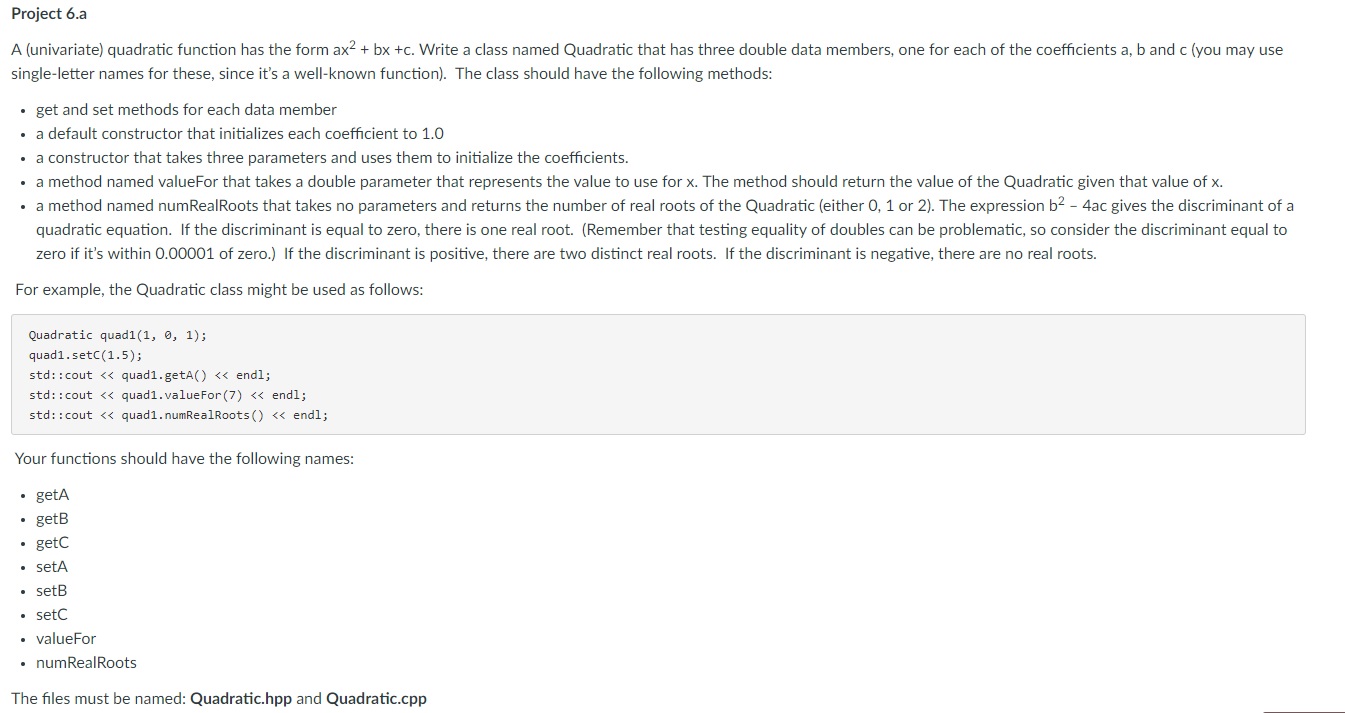 Project 6.a
A (univariate) quadratic function has the form ax² + bx +c. Write a class named Quadratic that has three double data members, one for each of the coefficients a, b and c (you may use
single-letter names for these, since it's a well-known function).  The class should have the following methods:
• get and set methods for each data member
• a default constructor that initializes each coefficient to 1.0
• a constructor that takes three parameters and uses them to initialize the coefficients.
• a method named valueFor that takes a double parameter that represents the value to use for x. The method should return the value of the Quadratic given that value of x.
• a method named numRealRoots that takes no parameters and returns the number of real roots of the Quadratic (either 0, 1 or 2). The expression b² – 4ac gives the discriminant of a
quadratic equation.  If the discriminant is equal to zero, there is one real root.  (Remember that testing equality of doubles can be problematic, so consider the discriminant equal to
zero if it's within 0.00001 of zero.)  If the discriminant is positive, there are two distinct real roots.  If the discriminant is negative, there are no real roots.
For example, the Quadratic class might be used as follows:
Quadratic quad1(1, 0, 1);
quad1.setC(1.5);
std::cout << quad1.getA() << endl;
std::cout << quad1.valueFor(7) << endl;
std::cout << quad1.numRealRoots() << endl;
Your functions should have the following names:
• getA
• getB
• getC
• setA
• setB
• setC
• valueFor
• numRealRoots
The files must be named: Quadratic.hpp and Quadratic.cpp